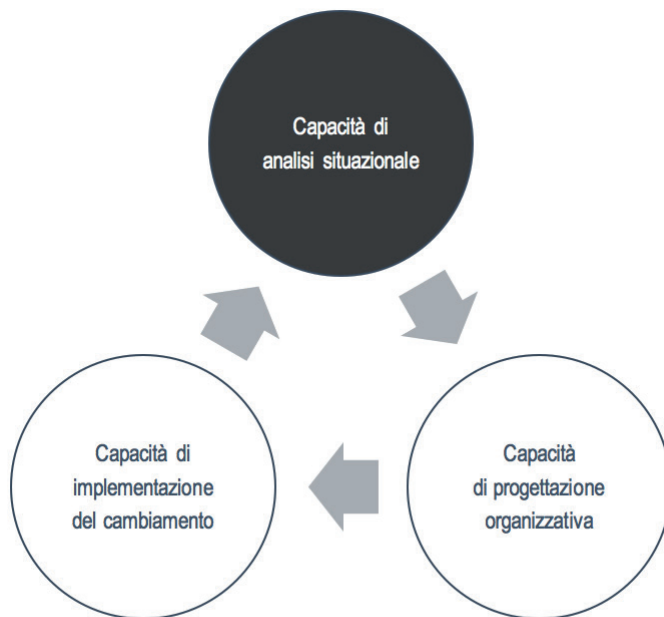 Capacità di
analisi situazionale
Capacità di
implementazione
del cambiamento
Capacità
di progettazione
organizzativa